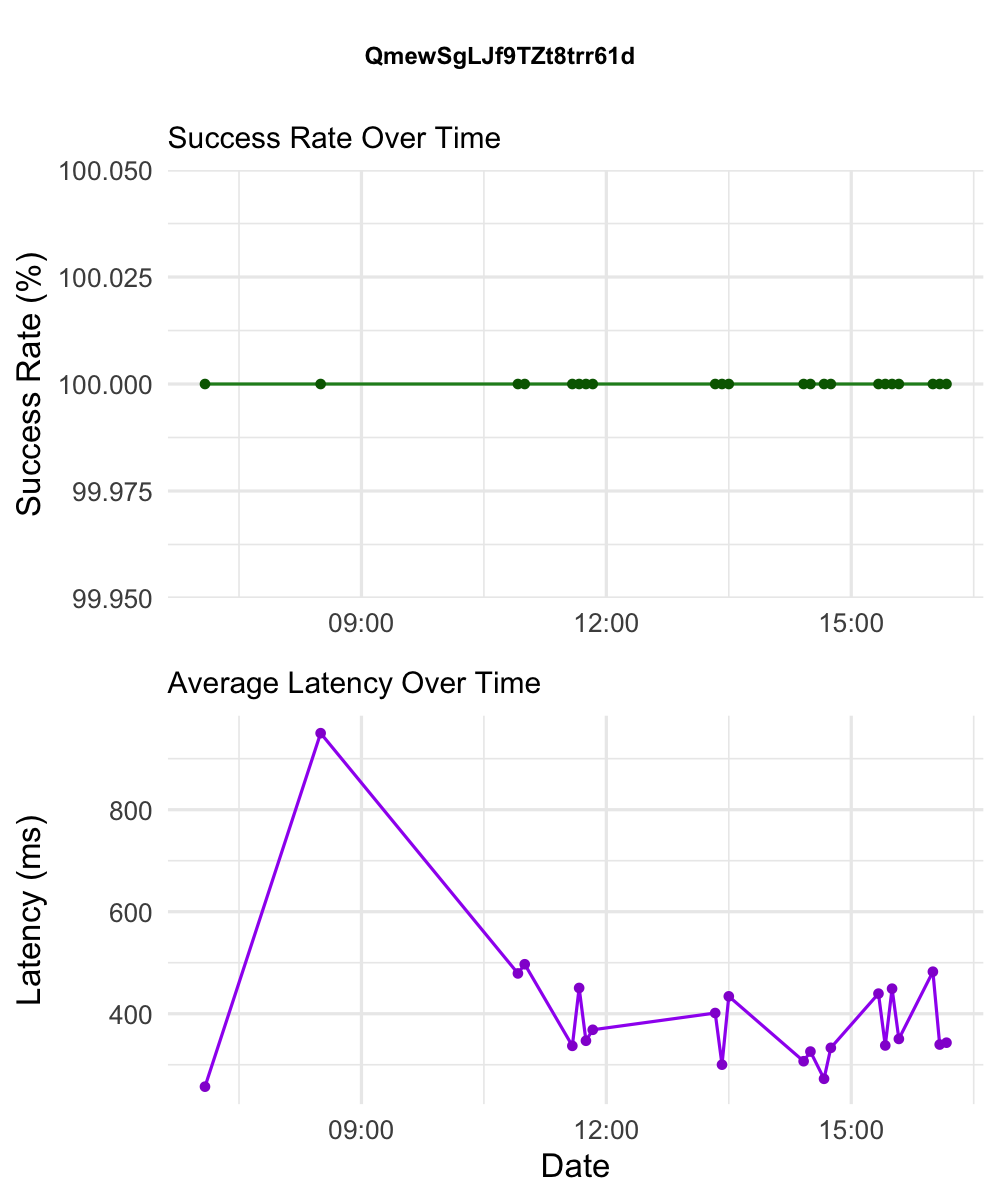 QmewSgLJf9TZt8trr61d
Success Rate Over Time
100.050
100.025
100.000
99.975
99.950
Success Rate (%)
09:00 12:00 15:00
Average Latency Over Time
800
600
400
Latency (ms)
09:00 12:00 15:00
Date